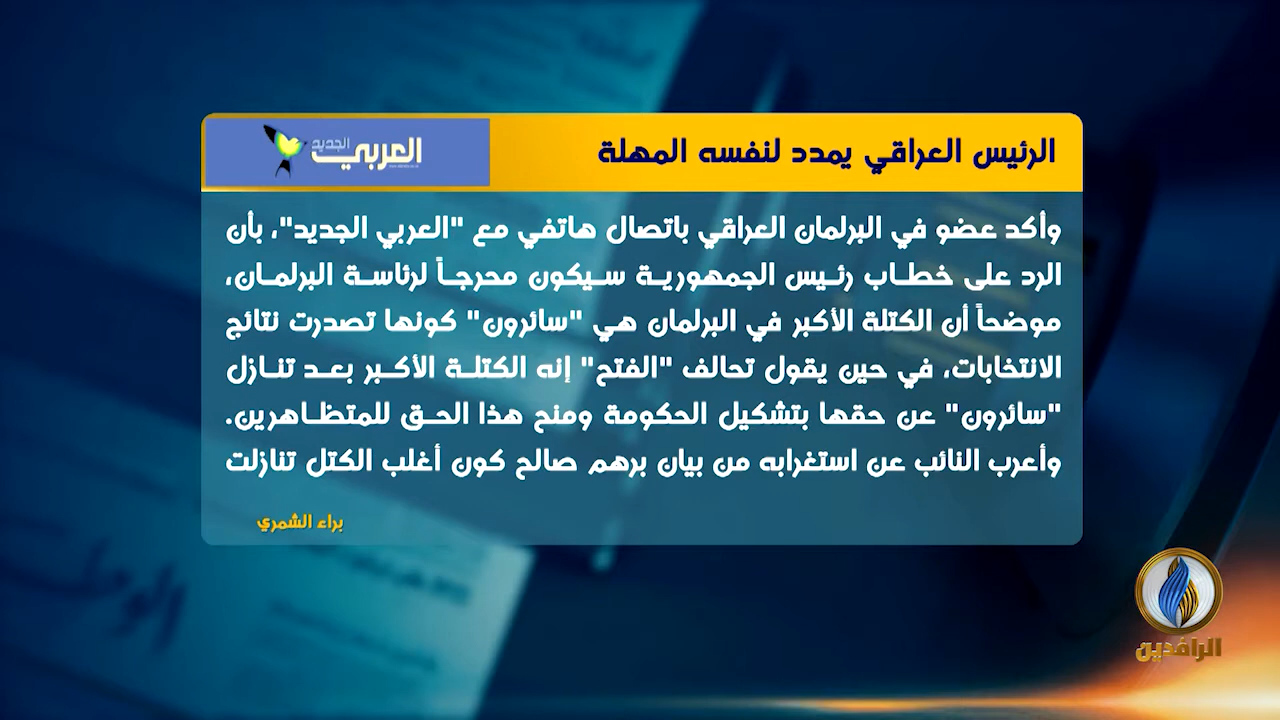 الرئيس العراقي يمدد لنفسه المهلة
العربي الجديد
وأكد عضو في البرلمان العراقي باتصال هاتفي مع "العربي الجديد"، بأن
الرد على خطاب رئيس الجمهورية سيكون محرجاً لرئاسة البرلمان،
موضحاً أن الكتلة الأكبر في البرلمان هي "سائرون" كونها تصدرت نتائج
الانتخابات، في حين يقول تحالف "الفتح" إنه الكتلة الأكبر بعد تنازل
"سائرون" عن حقها بتشكيل الحكومة ومنح هذا الحق للمتظاهرين.
وأعرب النائب عن استغرابه من بيان برهم صالح كون أغلب الكتل تنازلت
براء الشمري
الرافدين